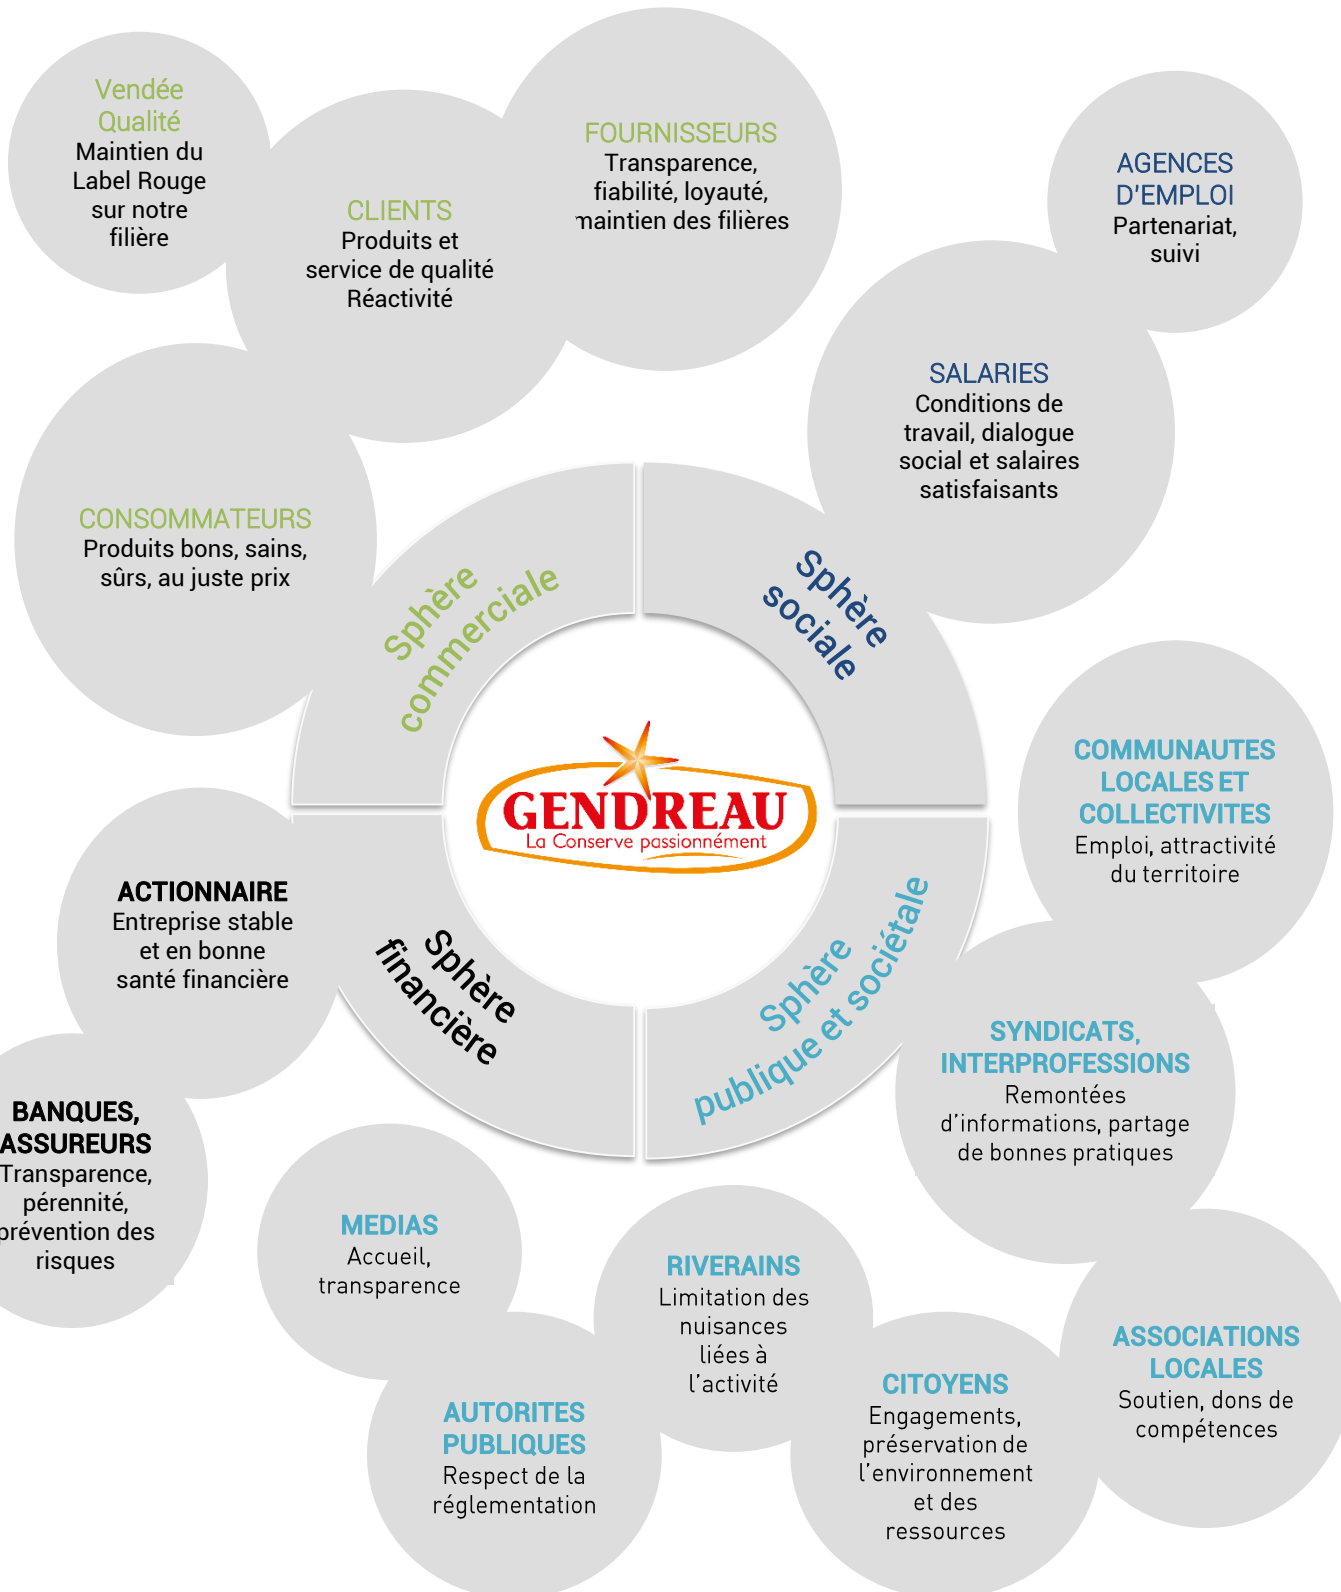 Vendée
Qualité
Maintien du
Label Rouge
sur notre
filière
CLIENTS
Produits et
service de qualité
Réactivité
FOURNISSEURS
Transparence,
fiabilité, loyauté,
maintien des filières
AGENCES
D'EMPLOI
Partenariat,
suivi
SALARIES
Conditions de
travail, dialogue
social et salaires
satisfaisants
CONSOMMATEURS
Produits bons, sains,
sûrs, au juste prix
Sphère
commerciale
Sphère
sociale
GENDREAU
La Conserve passionnément
COMMUNAUTES
LOCALES ET
COLLECTIVITES
Emploi, attractivité
du territoire
ACTIONNAIRE
Entreprise stable
et en bonne
santé financière
Sphère
financière
Sphère
publique et sociétale
SYNDICATS,
INTERPROFESSIONS
Remontées
d'informations, partage
de bonnes pratiques
BANQUES,
ASSUREURS
Transparence,
pérennité,
prévention des
risques
MEDIAS
Accueil,
transparence
RIVERAINS
Limitation des
nuisances
liées à
l'activité
ASSOCIATIONS
LOCALES
Soutien, dons de
compétences
AUTORITES
PUBLIQUES
Respect de la
réglementation
CITOYENS
Engagements,
préservation de
l'environnement
et des
ressources